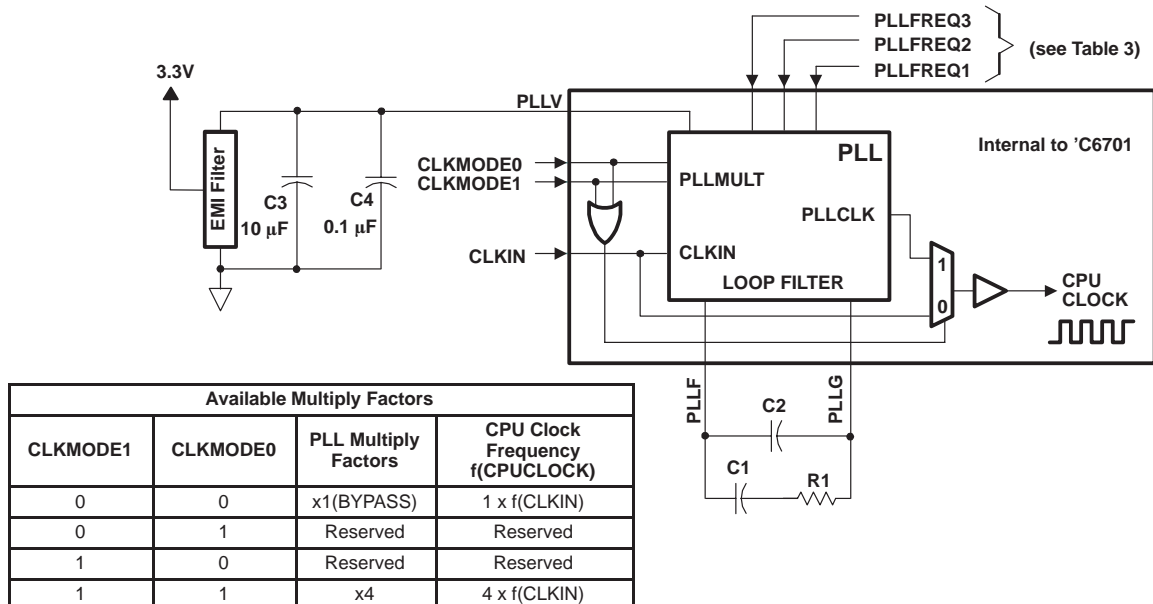 PLLFREQ3
PLLFREQ2
PLLFREQ1
(see Table 3)
3.3V
PLLV
EMI Filter
C3
10 μF
C4
0.1 μF
CLKMODE0
CLKMODE1
CLKIN
PLL
Internal to ’C6701
PLLMULT
PLLCLK
CLKIN
LOOP FILTER
1
0
CPU
CLOCK
PLLF
PLLG
C2
C1
R1
Available Multiply Factors
CLKMODE1 CLKMODE0 PLL Multiply Factors CPU Clock Frequency f(CPUCLOCK)
0 0 x1(BYPASS) 1 x f(CLKIN)
0 1 Reserved Reserved
1 0 Reserved Reserved
1 1 x4 4 x f(CLKIN)